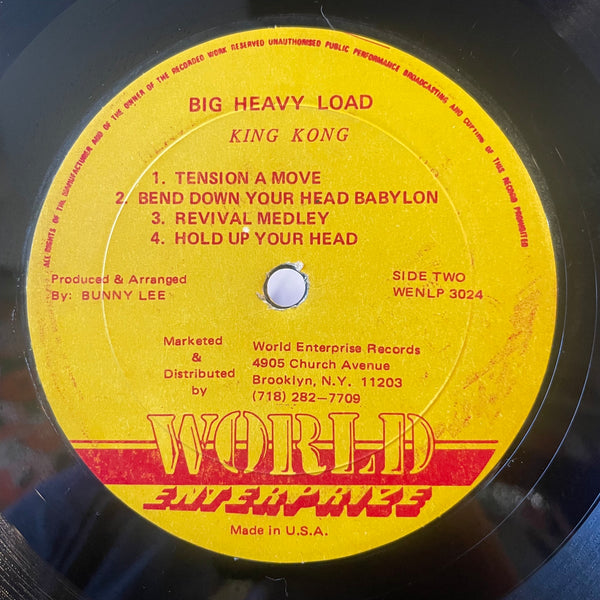 ALL RIGHTS OF THE MANUFACTURER AND OF THE OWNER OF THE RECORDED WORK RESERVED UNAUTHORISED PUBLIC PERFORMANCE BROADCASTING AND COPYING OF THIS RECORD PROHIBITED
BIG HEAVY LOAD
KING KONG
1. TENSION A MOVE
2. BEND DOWN YOUR HEAD BABYLON
3. REVIVAL MEDLEY
4. HOLD UP YOUR HEAD
Produced & Arranged
By: BUNNY LEE
SIDE TWO
WENLP 3024
Marketed
&
Distributed
by
World Enterprise Records
4905 Church Avenue
Brooklyn, N.Y. 11203
(718) 282-7709
WORLD
ENTERPRIZE
Made in U.S.A.